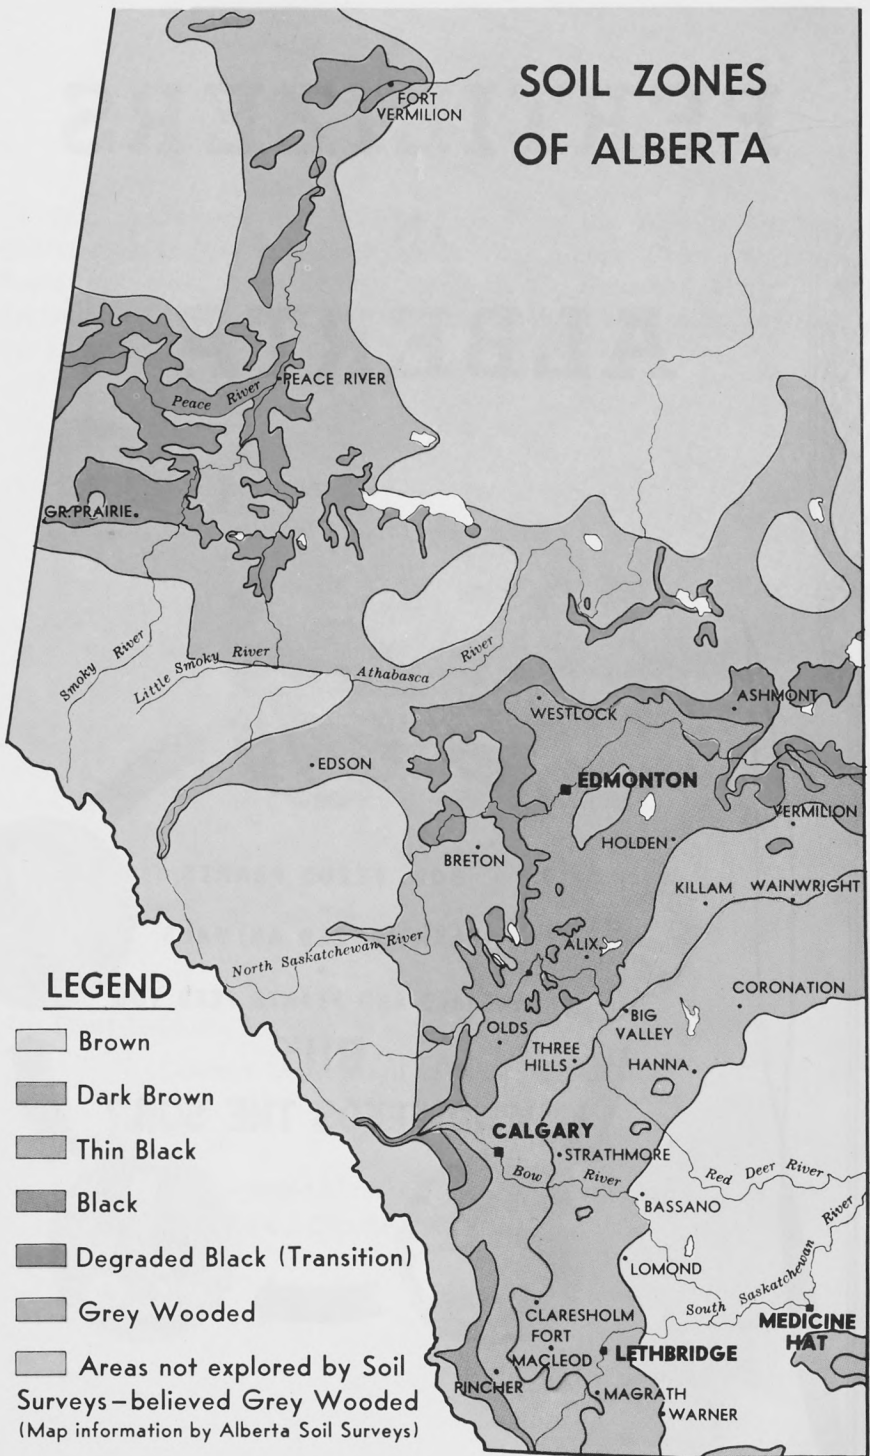 SOIL ZONES
OF ALBERTA
FORT
VERMILION
PEACE RIVER
Peace River
GR. PRAIRIE
Smoky River
Little Smoky River
Athabasca River
WESTLOCK
ASHMONT
EDSON
EDMONTON
VERMILION
HOLDEN
BRETON
KILLAM
WAINWRIGHT
ALIX
North Saskatchewan River
CORONATION
OLDS
BIG
VALLEY
THREE
HILLS
HANNA
CALGARY
STRATHMORE
Bow River
Red Deer River
BASSANO
LOMOND
South Saskatchewan River
CLARESHOLM
MEDICINE
HAT
FORT
MACLEOD
LETHBRIDGE
PINCHER
MAGRATH
WARNER
LEGEND
Brown
Dark Brown
Thin Black
Black
Degraded Black (Transition)
Grey Wooded
Areas not explored by Soil
Surveys-believed Grey Wooded
(Map information by Alberta Soil Surveys)